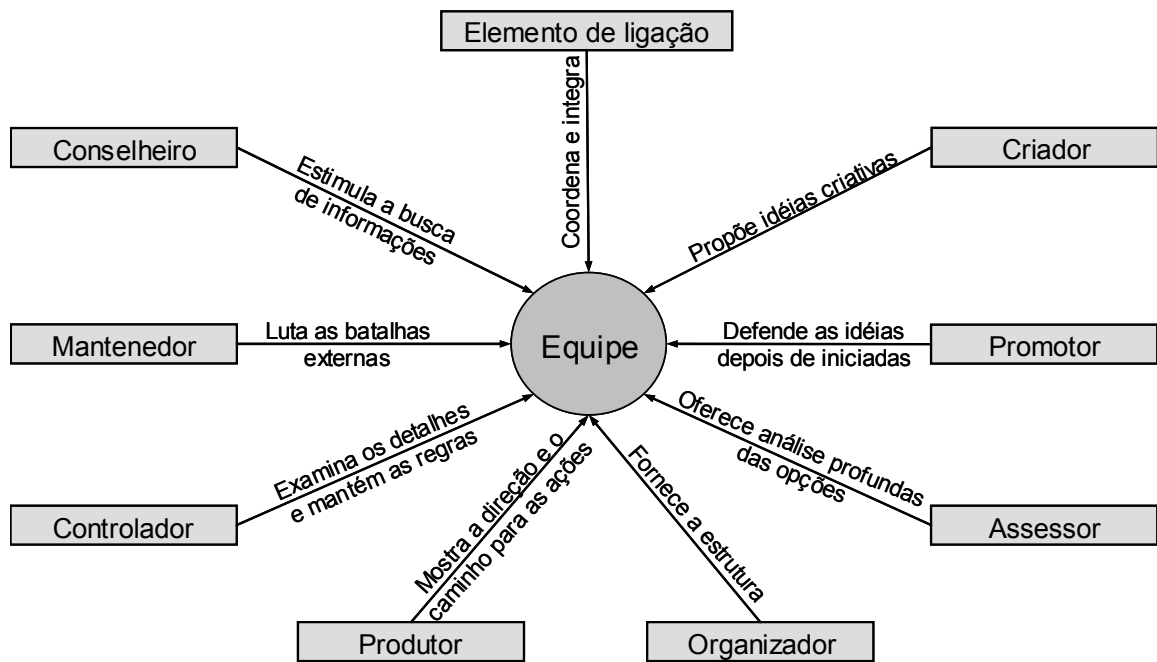 Elemento de ligação
Coordena e integra
Conselheiro
Estimula a busca
de informações
Criador
Propõe idéias criativas
Mantenedor
Luta as batalhas
externas
Equipe
Defende as idéias
depois de iniciadas
Promotor
Controlador
Examina os detalhes
e mantém as regras
Oferece análise profundas
das opções
Assessor
Mostra a direção e o
caminho para as ações
Produtor
Fornece a estrutura
Organizador